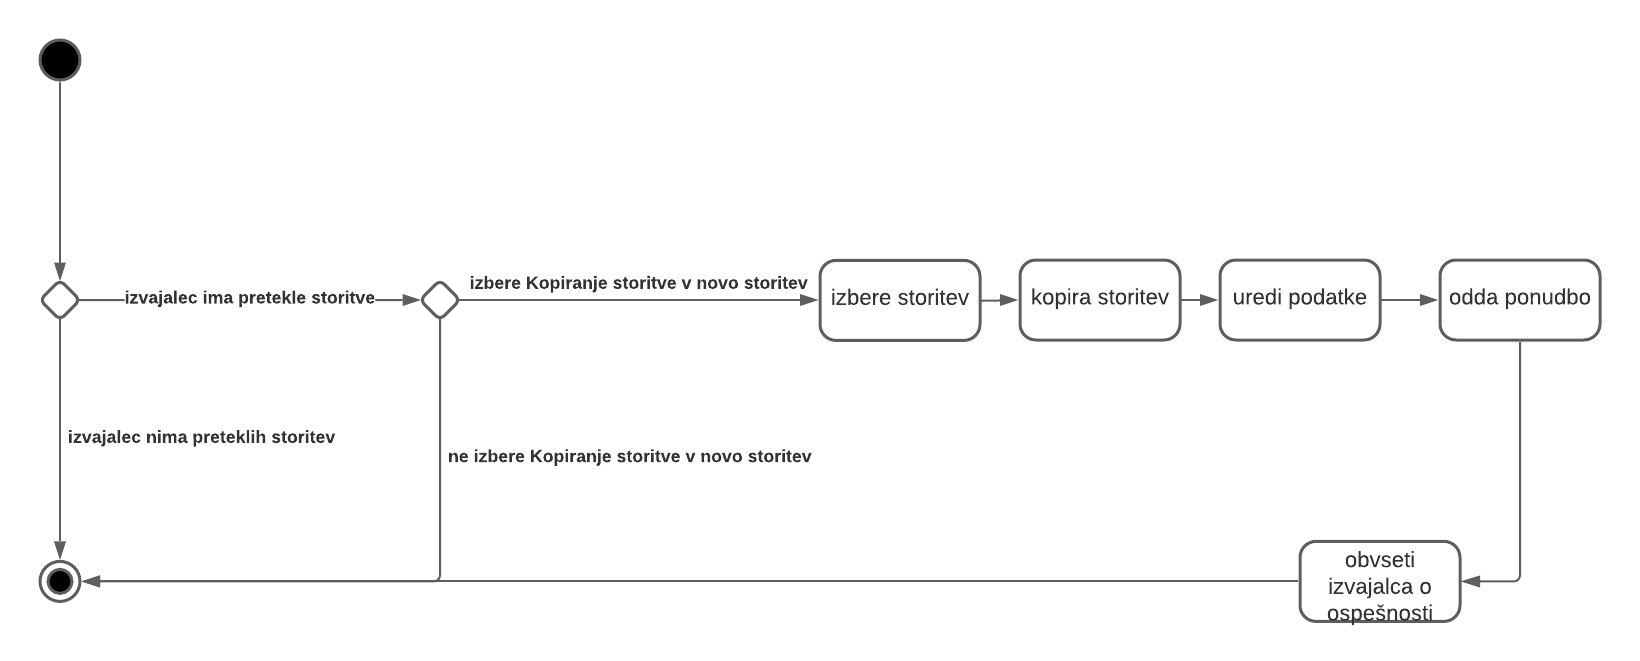 izvajalec ima pretekle storitve
izbere Kopiranje storitve v novo storitev
izbere storitev
kopira storitev
uredi podatke
odda ponudbo
izvajalec nima preteklih storitev
ne izbere Kopiranje storitve v novo storitev
obvseti
izvajalca o
ospešnosti